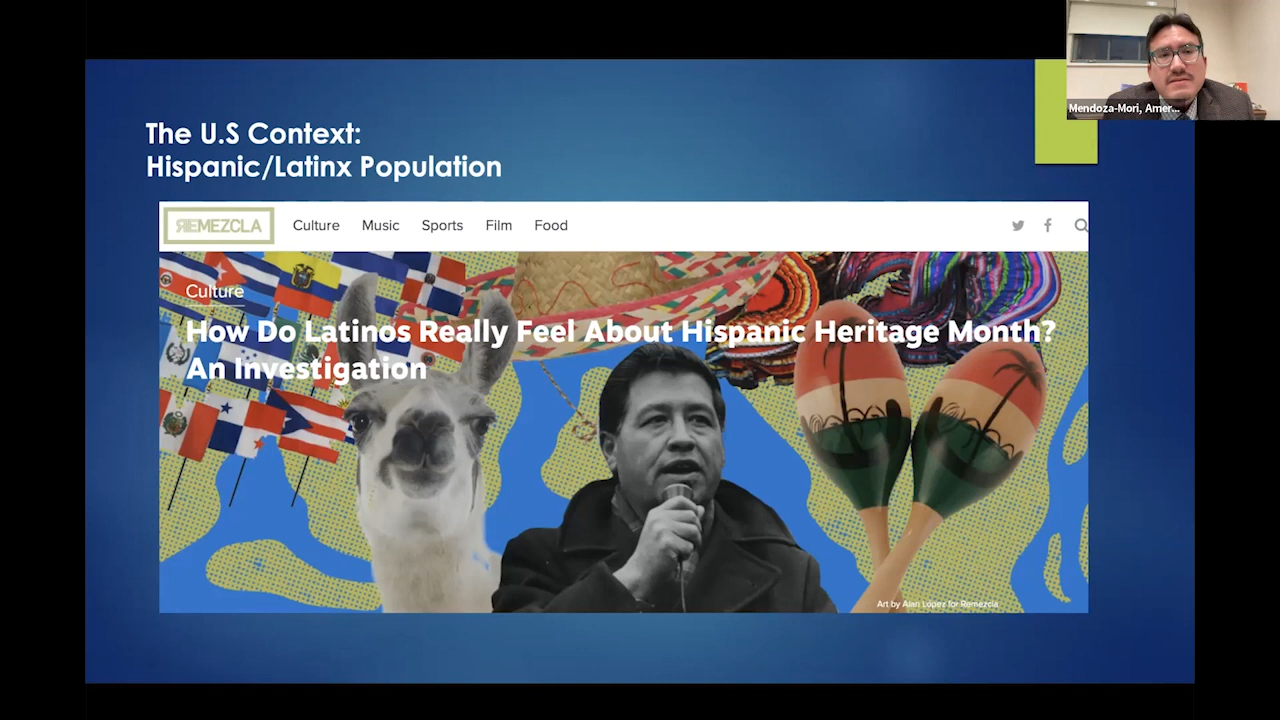 The U.S Context:
Hispanic/Latinx Population
REMEZCLA
Culture
Music
Sports
Film
Food
Culture
How Do Latinos Really Feel About Hispanic Heritage Month?
An Investigation
Art by Alan Lopez for Remezcla
Mendoza-Mori, Amer...